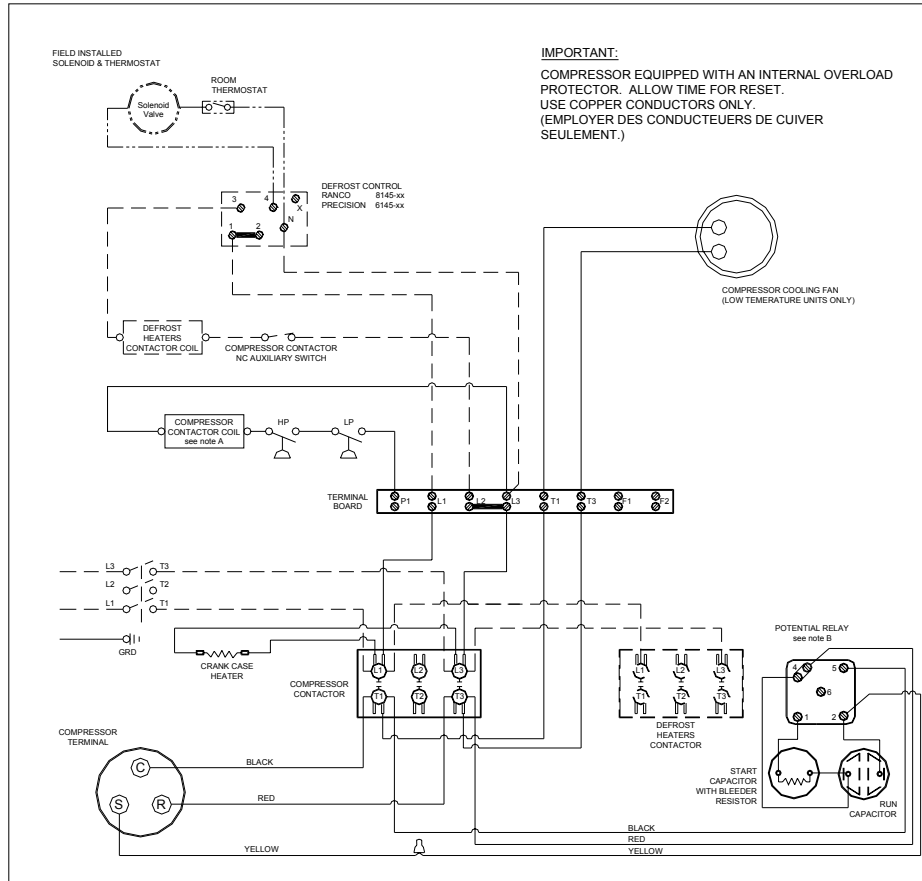 FIELD INSTALLED
SOLENOID & THERMOSTAT
Solenoid
Valve
ROOM
THERMOSTAT
IMPORTANT:
COMPRESSOR EQUIPPED WITH AN INTERNAL OVERLOAD
PROTECTOR. ALLOW TIME FOR RESET.
USE COPPER CONDUCTORS ONLY.
(EMPLOYER DES CONDUCTEUERS DE CUIVER
SEULEMENT.)
DEFROST CONTROL
RANCO 8145-xx
PRECISION 6145-xx
3 4 X
1 2 N
COMPRESSOR COOLING FAN
(LOW TEMERATURE UNITS ONLY)
DEFROST
HEATERS
CONTACTOR COIL
COMPRESSOR CONTACTOR
NC AUXILIARY SWITCH
COMPRESSOR
CONTACTOR COIL
see note A
HP
LP
TERMINAL
BOARD
P1 L1 L2 L3 T1 T3 F1 F2
L3 T3
L2 T2
L1 T1
GRD
CRANK CASE
HEATER
COMPRESSOR
CONTACTOR
L1 L2 L3
T1 T2 T3
L1 L2 L3
T1 T2 T3
DEFROST
HEATERS
CONTACTOR
POTENTIAL RELAY
see note B
4 5
6
1 2
START
CAPACITOR
WITH BLEEDER
RESISTOR
RUN
CAPACITOR
COMPRESSOR
TERMINAL
C
S R
BLACK
RED
YELLOW
BLACK
RED
YELLOW